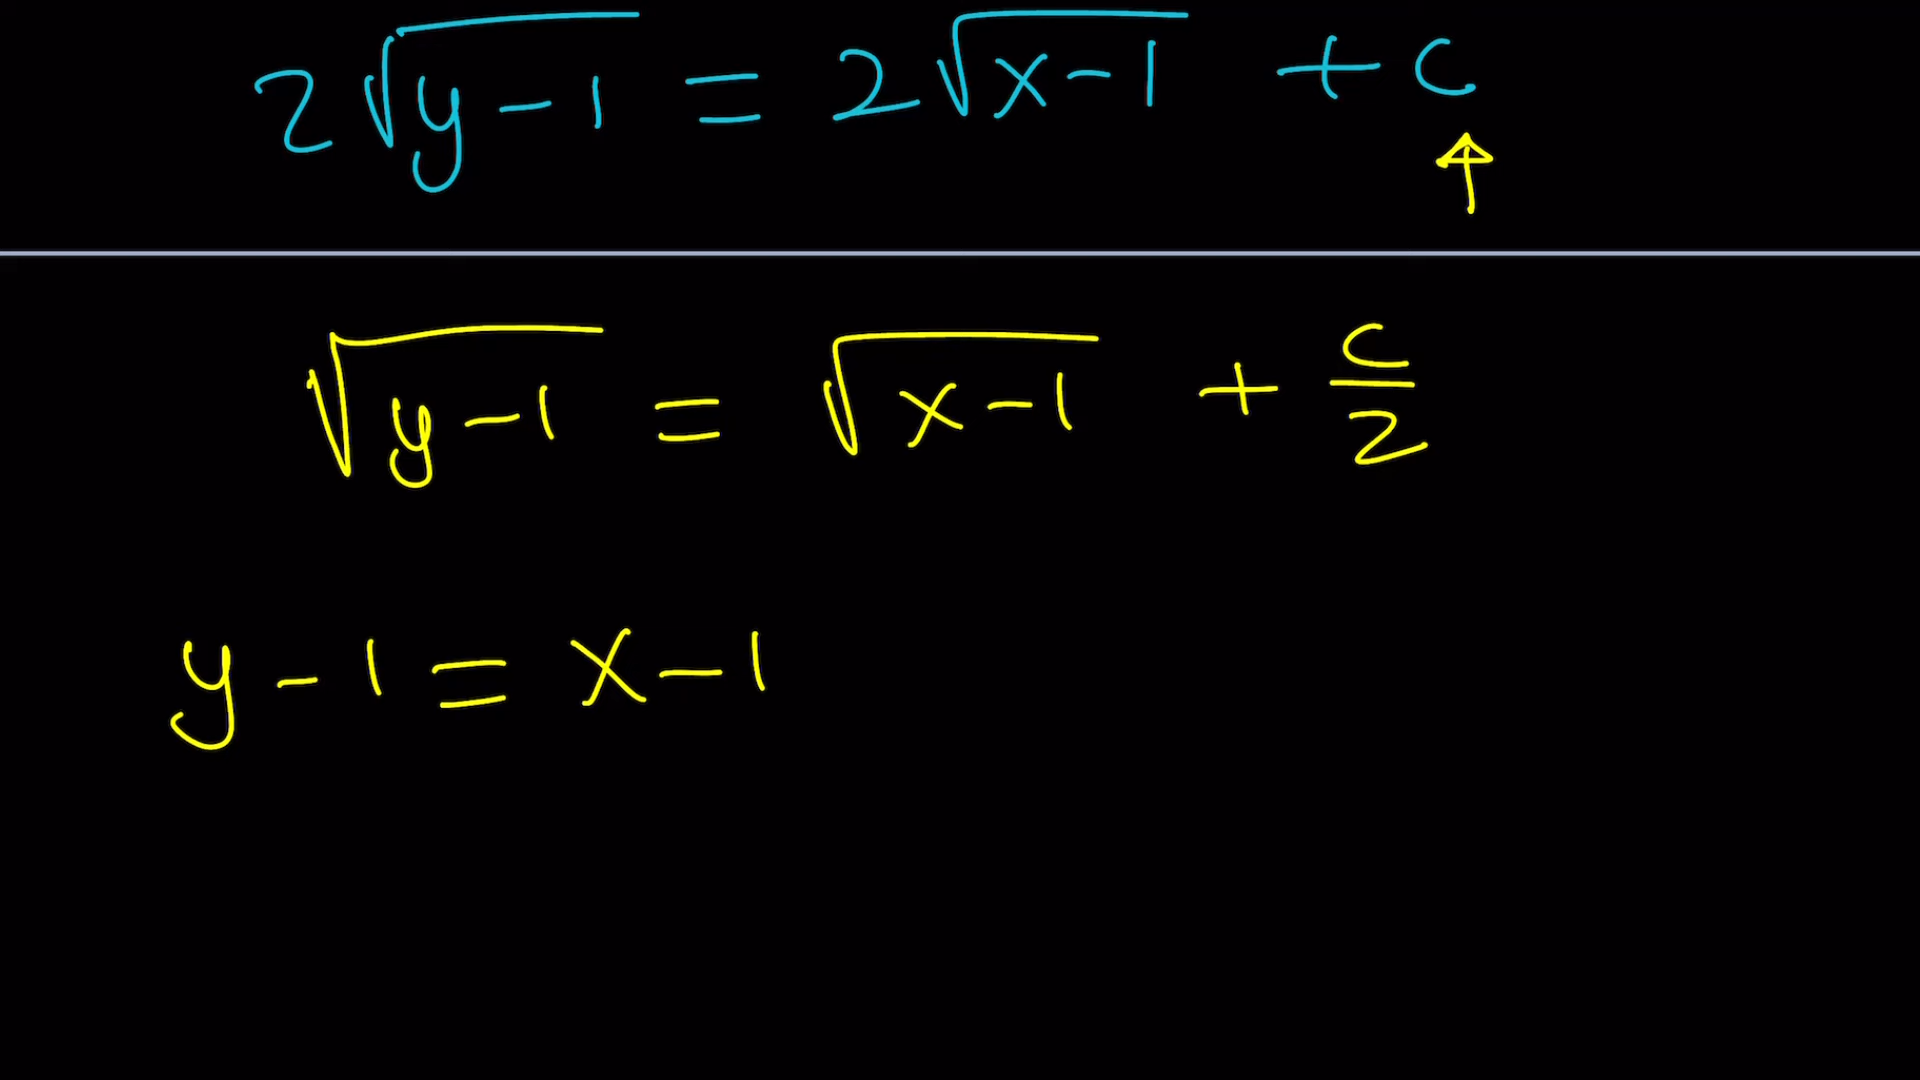 2√(y-1) = 2√(x-1) + c
√(y-1) = √(x-1) + c/2
y-1 = x-1